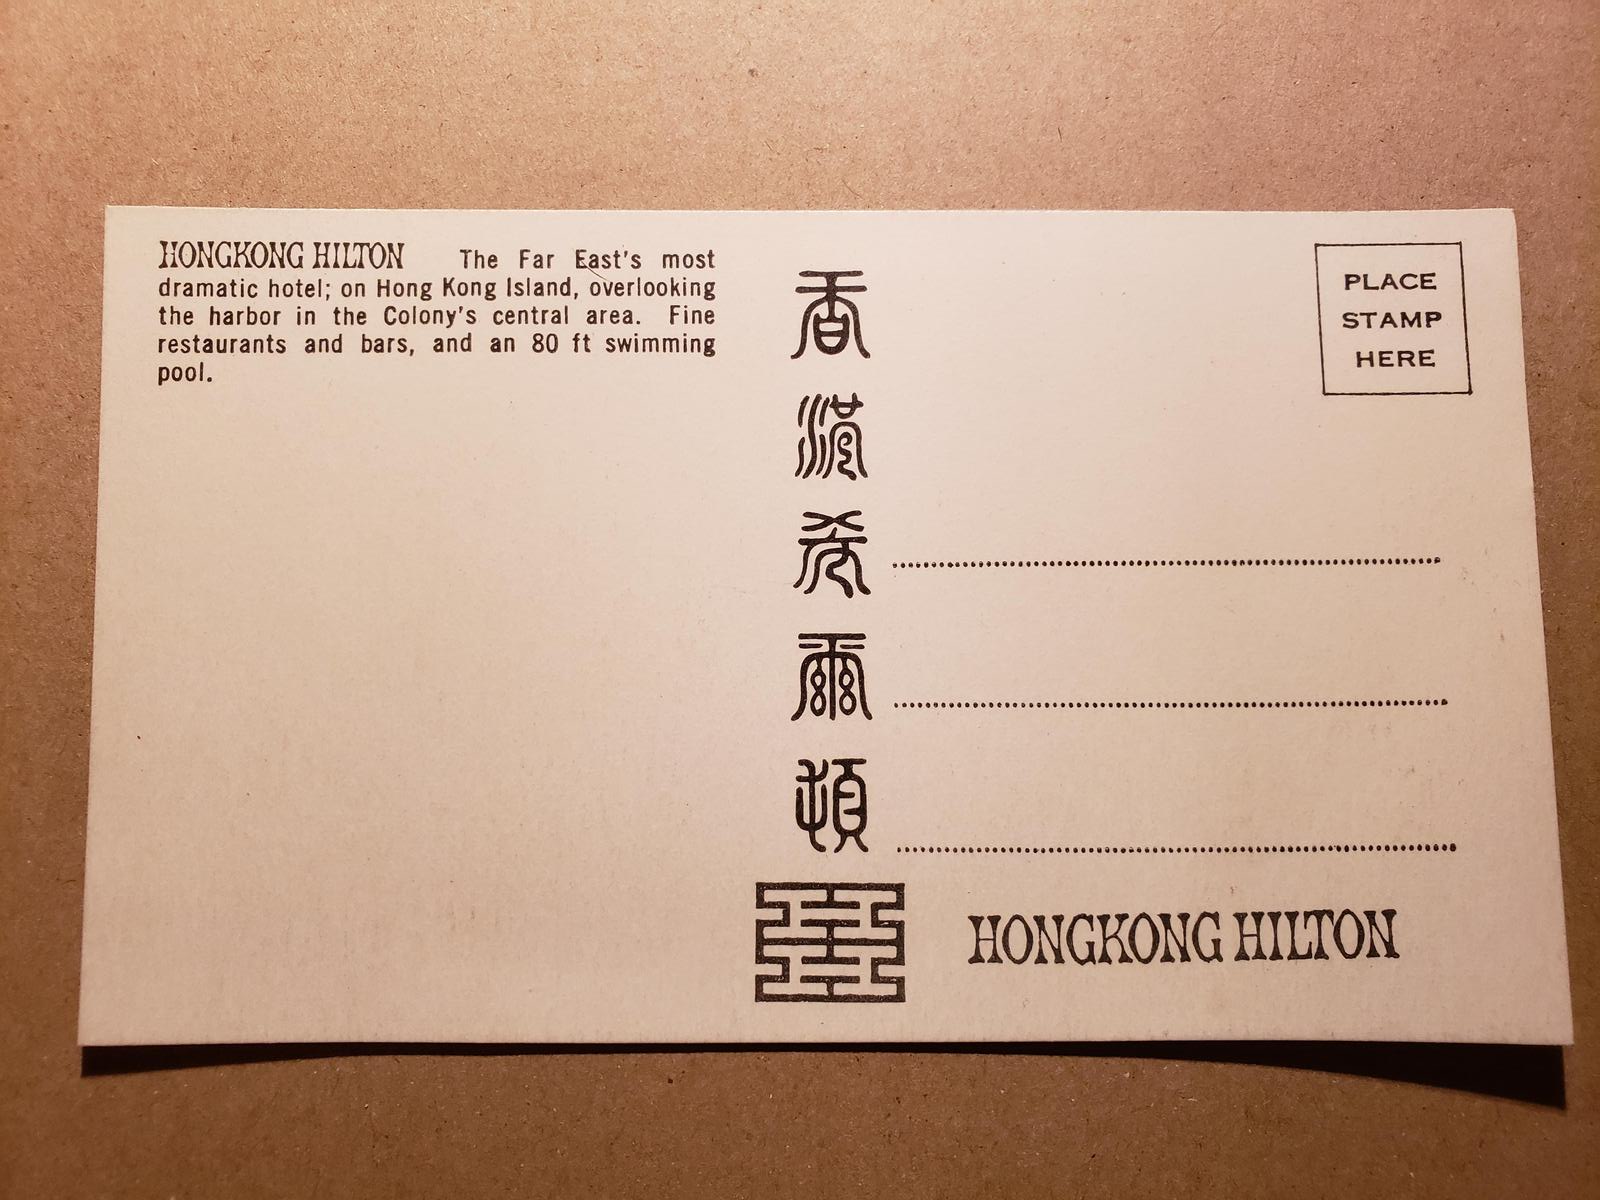 HONGKONG HILTON The Far East's most
dramatic hotel; on Hong Kong Island, overlooking
the harbor in the Colony's central area. Fine
restaurants and bars, and an 80 ft swimming
pool.
香港希爾頓
PLACE
STAMP
HERE
HONGKONG HILTON